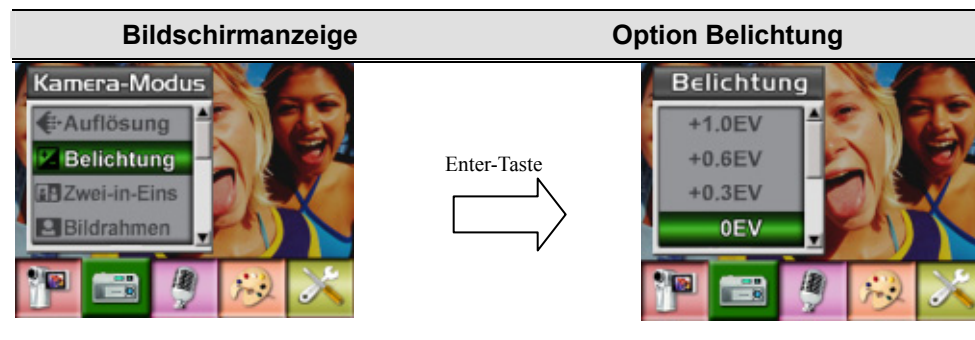 Bildschirmanzeige
Option Belichtung
Kamera-Modus
Auflösung
Belichtung
Zwei-in-Eins
Bildrahmen
Enter-Taste
Belichtung
+1.0EV
+0.6EV
+0.3EV
0EV